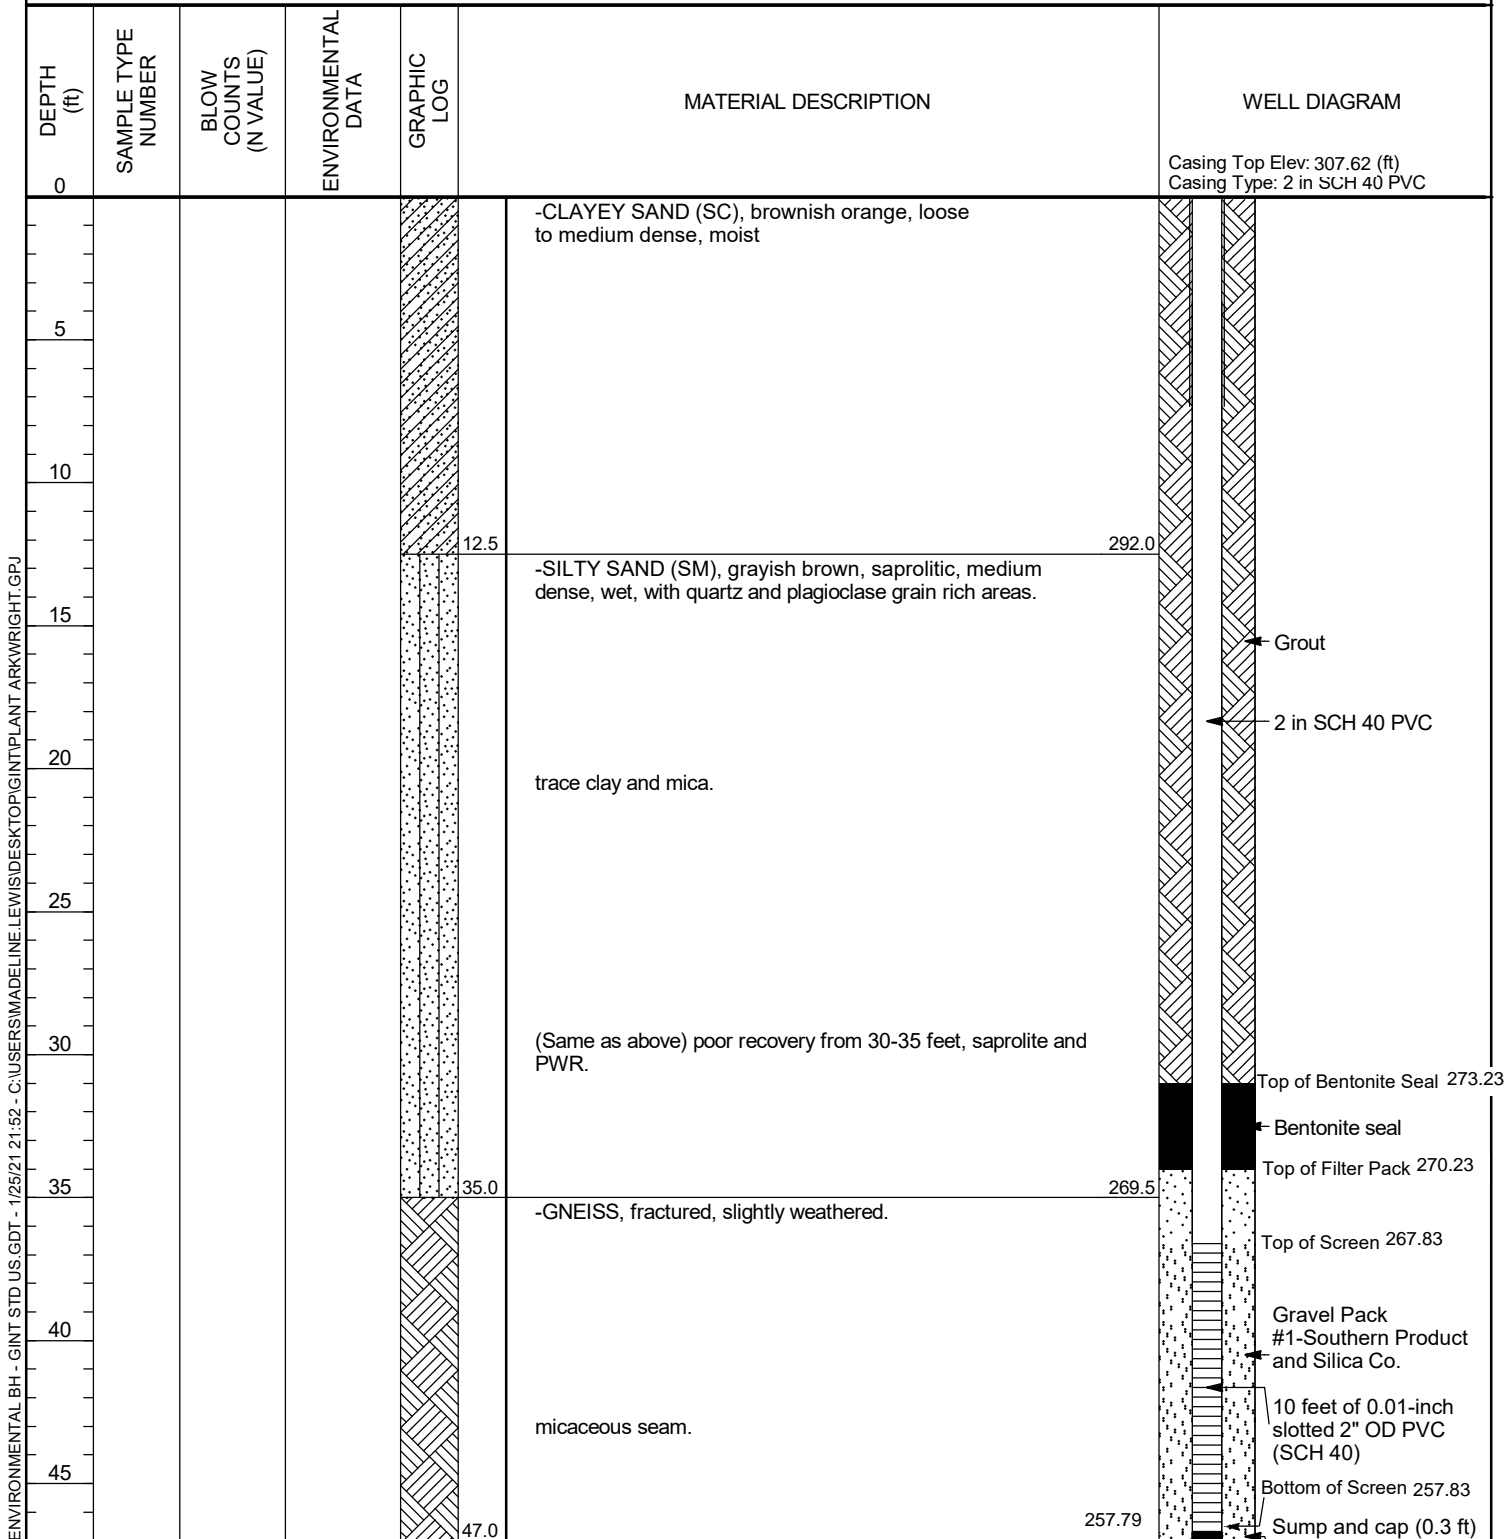 DEPTH
(ft)
SAMPLE TYPE
NUMBER
BLOW
COUNTS
(N VALUE)
ENVIRONMENTAL
DATA
GRAPHIC
LOG
MATERIAL DESCRIPTION
WELL DIAGRAM
Casing Top Elev: 307.62 (ft)
Casing Type: 2 in SCH 40 PVC
0
-CLAYEY SAND (SC), brownish orange, loose
to medium dense, moist
5
10
12.5
292.0
-SILTY SAND (SM), grayish brown, saprolitic, medium
dense, wet, with quartz and plagioclase grain rich areas.
15
Grout
2 in SCH 40 PVC
20
trace clay and mica.
25
30
(Same as above) poor recovery from 30-35 feet, saprolite and
PWR.
Top of Bentonite Seal 273.23
Bentonite seal
Top of Filter Pack 270.23
35
35.0
269.5
-GNEISS, fractured, slightly weathered.
Top of Screen 267.83
Gravel Pack
#1-Southern Product
and Silica Co.
40
10 feet of 0.01-inch
slotted 2" OD PVC
(SCH 40)
micaceous seam.
45
Bottom of Screen 257.83
47.0
257.79
Sump and cap (0.3 ft)
ENVIRONMENTAL BH - GINT STD US.GDT - 1/25/21 21:52 - C:\USERS\MADELINE.LEWIS\DESKTOP\GINT\PLANT ARKWRIGHT.GPJ